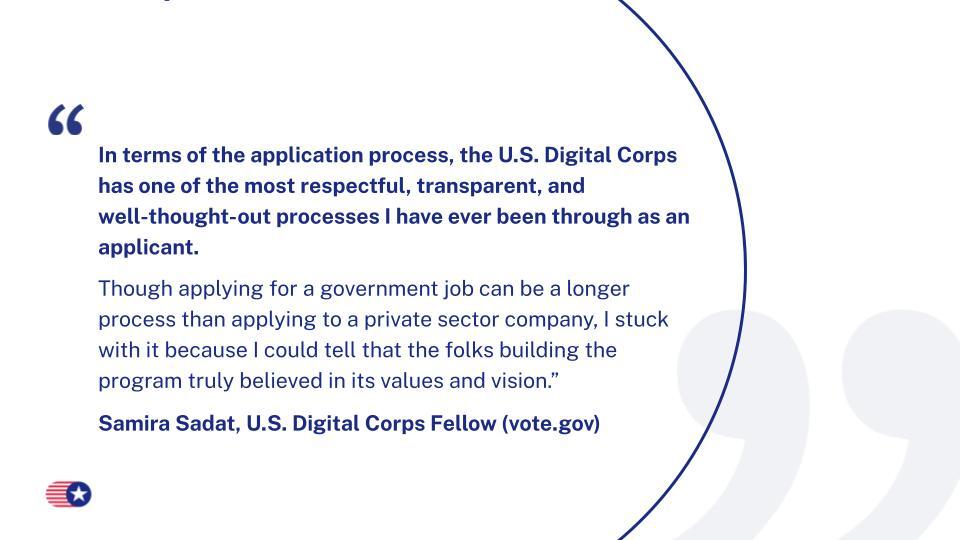 “
In terms of the application process, the U.S. Digital Corps
has one of the most respectful, transparent, and
well-thought-out processes I have ever been through as an
applicant.
Though applying for a government job can be a longer
process than applying to a private sector company, I stuck
with it because I could tell that the folks building the
program truly believed in its values and vision.”
Samira Sadat, U.S. Digital Corps Fellow (vote.gov)